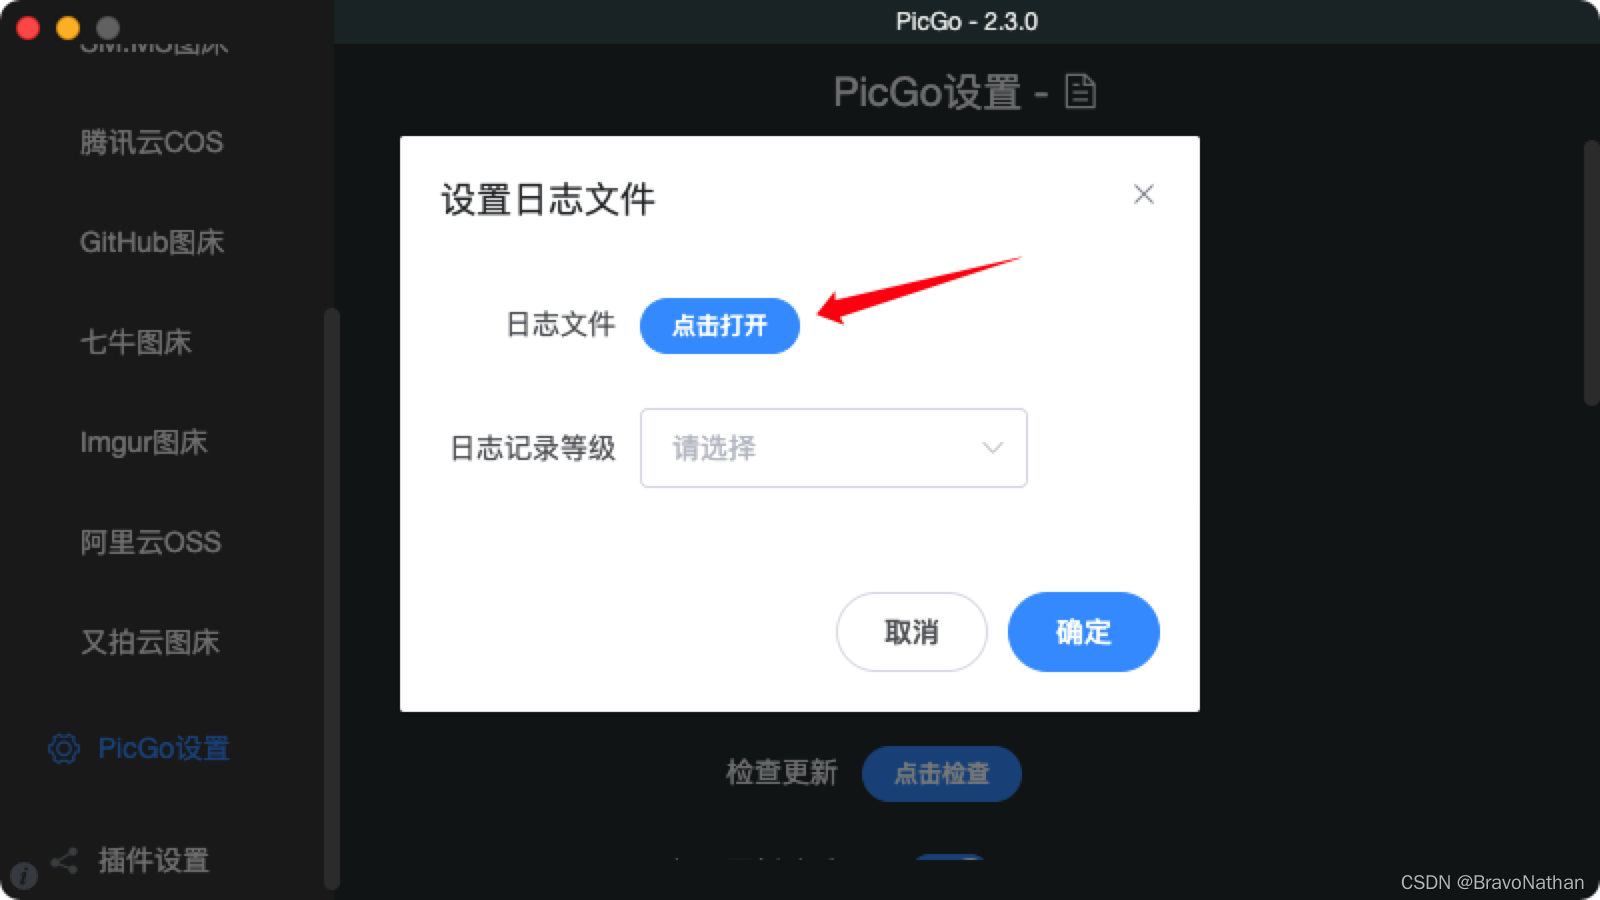 PicGo - 2.3.0
SM.MS图床
腾讯云COS
GitHub图床
七牛图床
Imgur图床
阿里云OSS
又拍云图床
PicGo设置
插件设置
PicGo设置 -
设置日志文件
日志文件 点击打开
日志记录等级 请选择
取消 确定
检查更新 点击检查
CSDN @BravoNathan